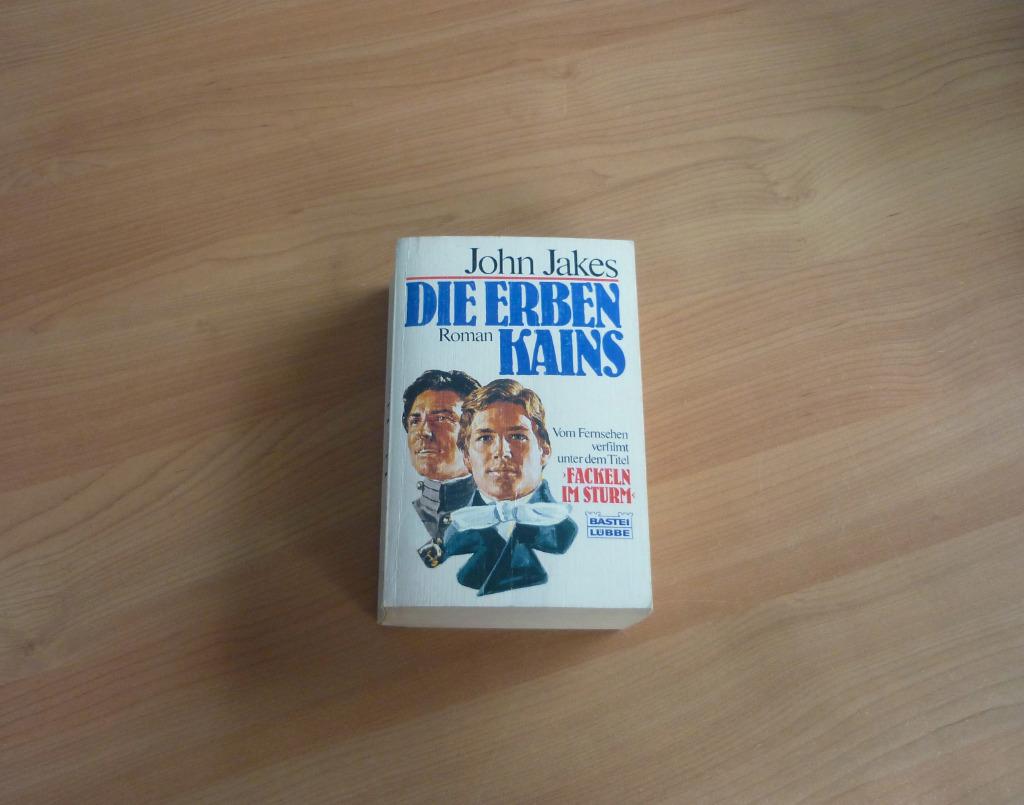 John Jakes
DIE ERBEN
Roman KAINS
Vom Fernsehen
verfilmt
unter dem Titel
›FACKELN
IM STURM‹
BASTEI
LÜBBE